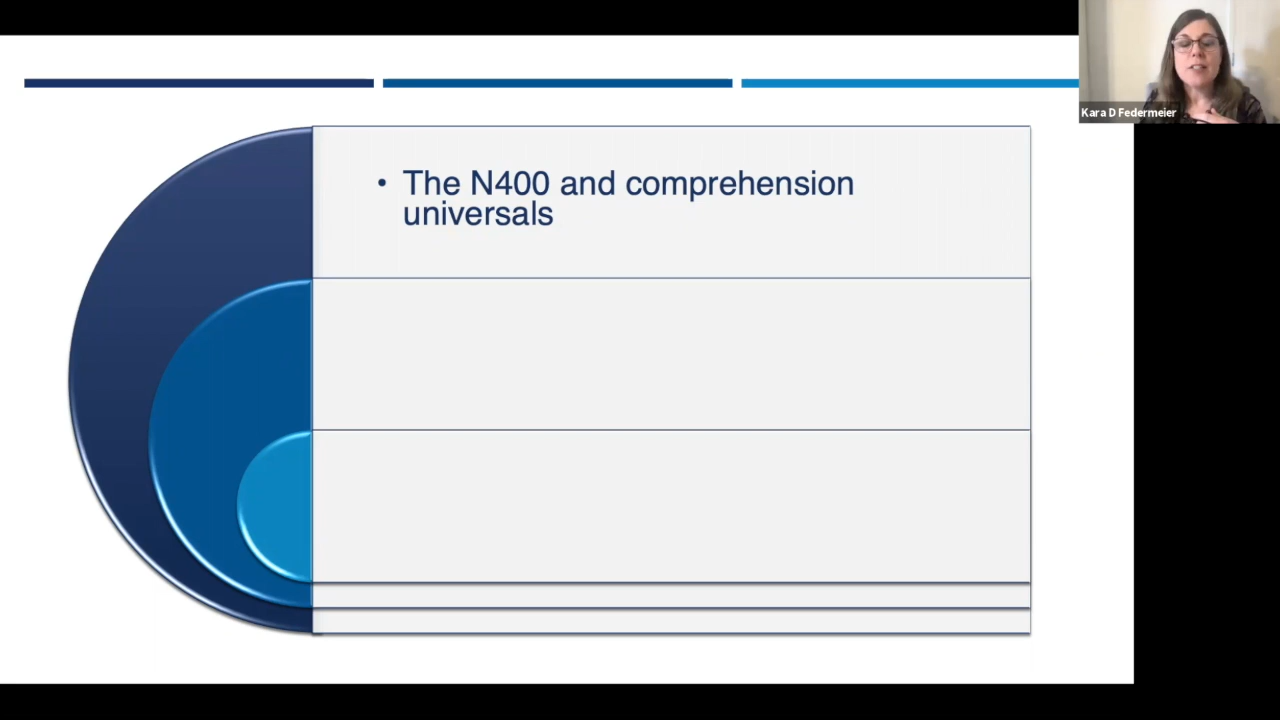 Kara D Federmeier
• The N400 and comprehension
universals